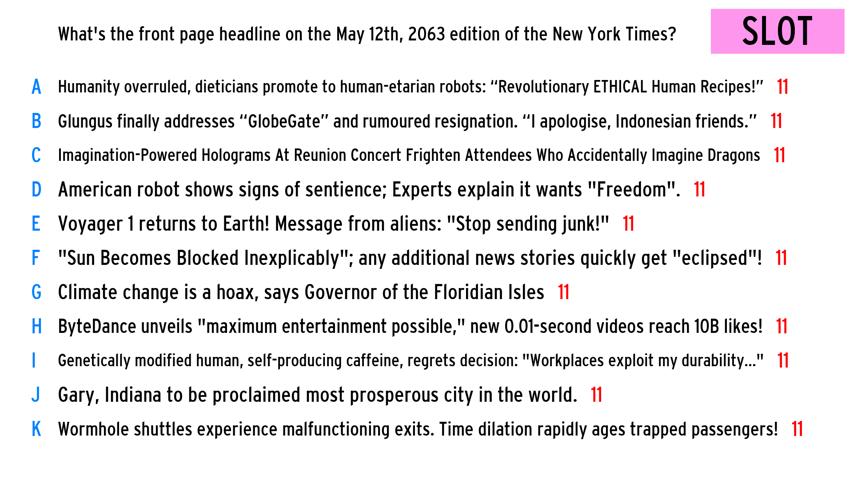 What's the front page headline on the May 12th, 2063 edition of the New York Times?
SLOT
A Humanity overruled, dieticians promote to human-etarian robots: “Revolutionary ETHICAL Human Recipes!” 11
B Glungus finally addresses “GlobeGate” and rumoured resignation. “I apologise, Indonesian friends.” 11
C Imagination-Powered Holograms At Reunion Concert Frighten Attendees Who Accidentally Imagine Dragons 11
D American robot shows signs of sentience; Experts explain it wants "Freedom". 11
E Voyager 1 returns to Earth! Message from aliens: "Stop sending junk!" 11
F "Sun Becomes Blocked Inexplicably"; any additional news stories quickly get "eclipsed"! 11
G Climate change is a hoax, says Governor of the Floridian Isles 11
H ByteDance unveils "maximum entertainment possible," new 0.01-second videos reach 10B likes! 11
I Genetically modified human, self-producing caffeine, regrets decision: "Workplaces exploit my durability..." 11
J Gary, Indiana to be proclaimed most prosperous city in the world. 11
K Wormhole shuttles experience malfunctioning exits. Time dilation rapidly ages trapped passengers! 11